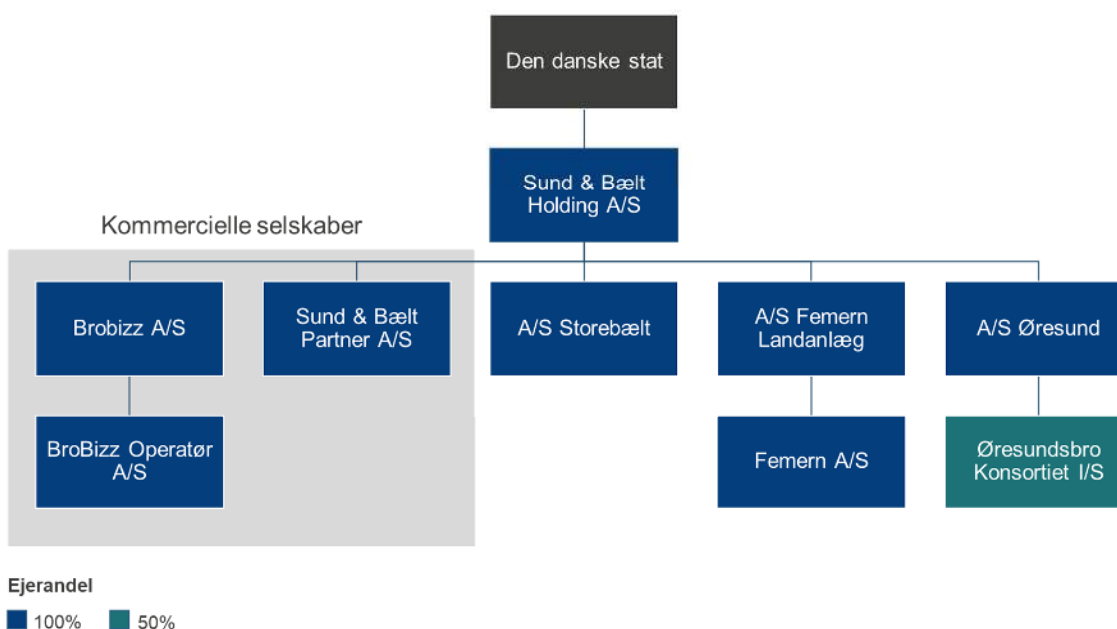 Den danske stat
Sund & Bælt
Holding A/S
Kommercielle selskaber
Brobizz A/S
Sund & Bælt
Partner A/S
A/S Storebælt
A/S Femern
Landanlæg
A/S Øresund
BroBizz Operatør
A/S
Femern A/S
Øresundsbro
Konsortiet I/S
Ejerandel
100%
50%